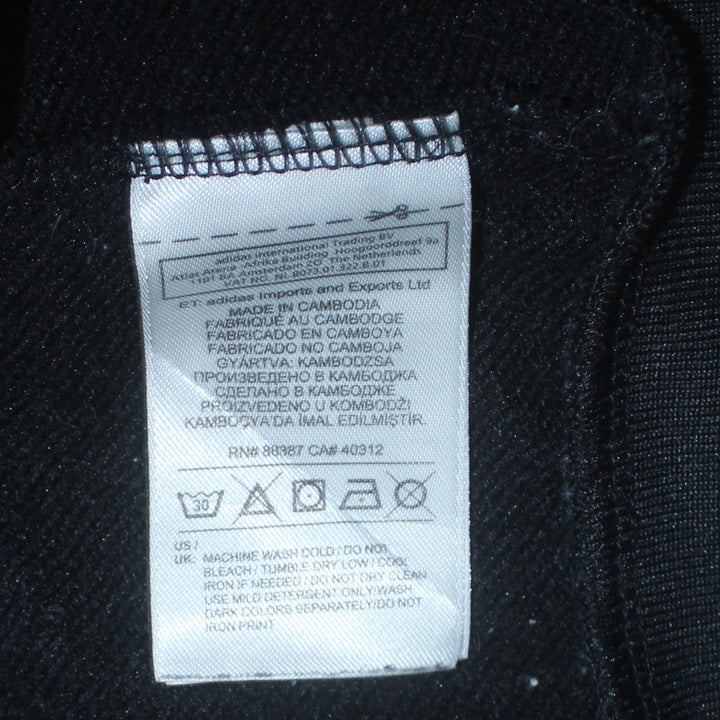 adidas International Trading BV
Atlas Arena - Afrika Building - Hoogoorddreef 9a
1101 BA Amsterdam ZO The Netherlands
VAT NO. NL 8073.01.322.B.01
ET: adidas Imports and Exports Ltd
MADE IN CAMBODIA
FABRIQUÉ AU CAMBODGE
FABRICADO EN CAMBOYA
FABRICADO NO CAMBOJA
GYÁRTVA: KAMBODZSA
ПРОИЗВЕДЕНО В КАМБОДЖА
СДЕЛАНО В КАМБОДЖЕ
PROIZVEDENO U KOMBODŽI
KAMBOÇYA'DA İMAL EDİLMİŞTİR.
RN# 88387 CA# 40312
30
US /
UK: MACHINE WASH COLD / DO NOT
BLEACH / TUMBLE DRY LOW / COOL
IRON IF NEEDED / DO NOT DRY CLEAN
USE MILD DETERGENT ONLY/WASH
DARK COLORS SEPARATELY/DO NOT
IRON PRINT